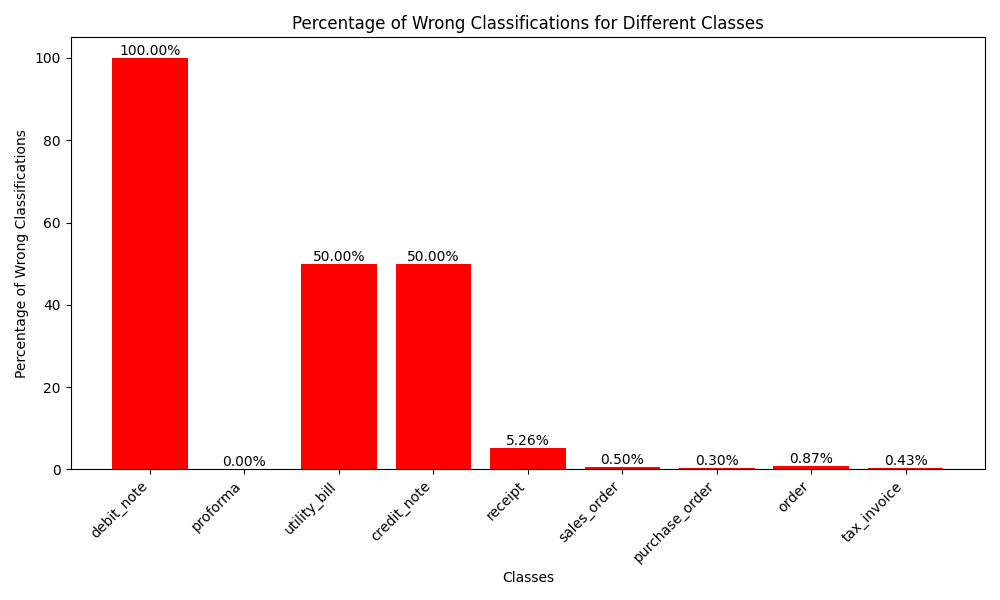 Percentage of Wrong Classifications for Different Classes
Percentage of Wrong Classifications
100
80
60
40
20
0
100.00%
0.00%
50.00%
50.00%
5.26%
0.50%
0.30%
0.87%
0.43%
debit_note
proforma
utility_bill
credit_note
receipt
sales_order
purchase_order
order
tax_invoice
Classes